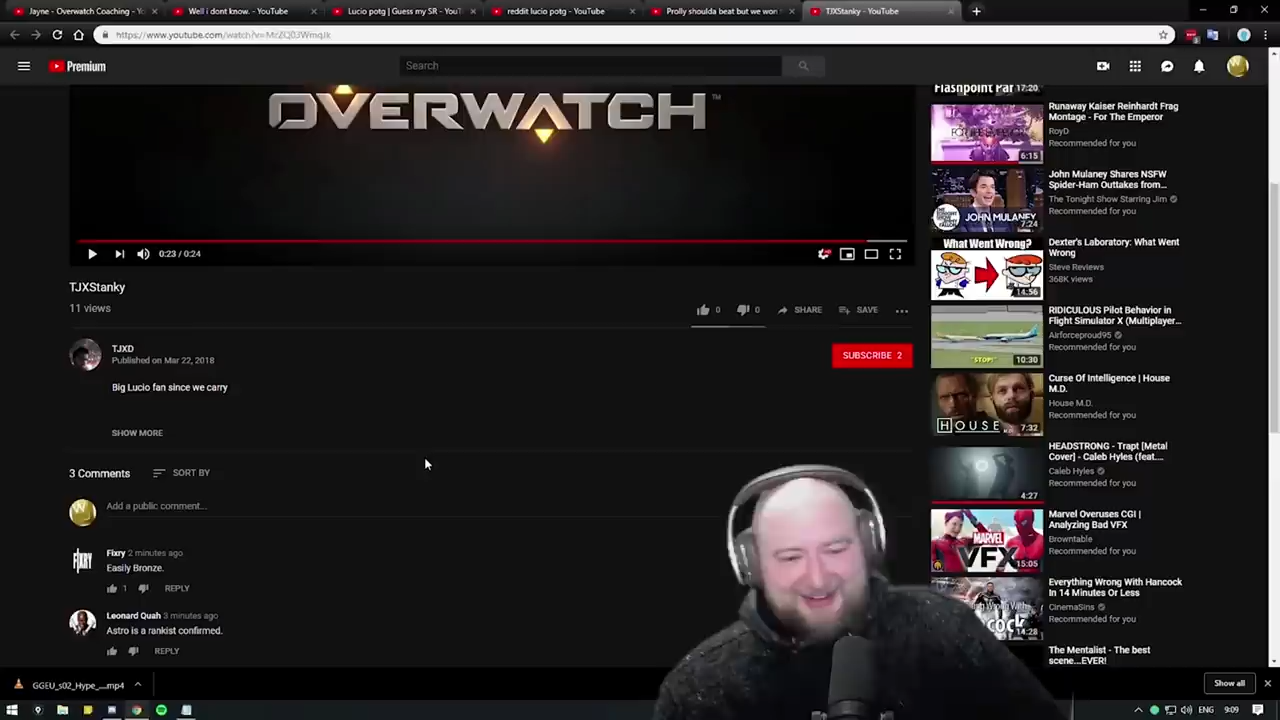 Jayne - Overwatch Coaching - Yo
Well i dont know. - YouTube
Lucio potg | Guess my SR - YouT
reddit lucio potg - YouTube
Prolly shoulda beat but we won
TJXStanky - YouTube
Premium
Search
OVERWATCH
TM
0:23 / 0:24
TJXStanky
11 views
0
0
SHARE
SAVE
TJXD
Published on Mar 22, 2018
SUBSCRIBE 2
Big Lucio fan since we carry
SHOW MORE
3 Comments
SORT BY
Add a public comment...
FIXRY
Fixry 2 minutes ago
Easily Bronze.
1
REPLY
Leonard Quah 3 minutes ago
Astro is a rankist confirmed.
REPLY
17:20
Runaway Kaiser Reinhardt Frag
Montage - For The Emperor
RoyD
Recommended for you
6:15
John Mulaney Shares NSFW
Spider-Ham Outtakes from...
The Tonight Show Starring Jim
Recommended for you
JOHN MULANEY
7:24
What Went Wrong?
Dexter's Laboratory: What Went
Wrong
Steve Reviews
368K views
14:56
RIDICULOUS Pilot Behavior in
Flight Simulator X (Multiplayer...
Airforceproud95
Recommended for you
"STOP!"
10:30
Curse Of Intelligence | House
M.D.
House M.D.
Recommended for you
HOUSE
7:32
HEADSTRONG - Trapt [Metal
Cover] - Caleb Hyles (feat....
Caleb Hyles
Recommended for you
4:27
Marvel Overuses CGI |
Analyzing Bad VFX
Browntable
Recommended for you
MARVEL
VFX
15:05
Everything Wrong With Hancock
In 14 Minutes Or Less
CinemaSins
Recommended for you
14:28
The Mentalist - The best
scene...EVER!
GGEU_s02_Hype_....mp4
Show all
ENG
9:09